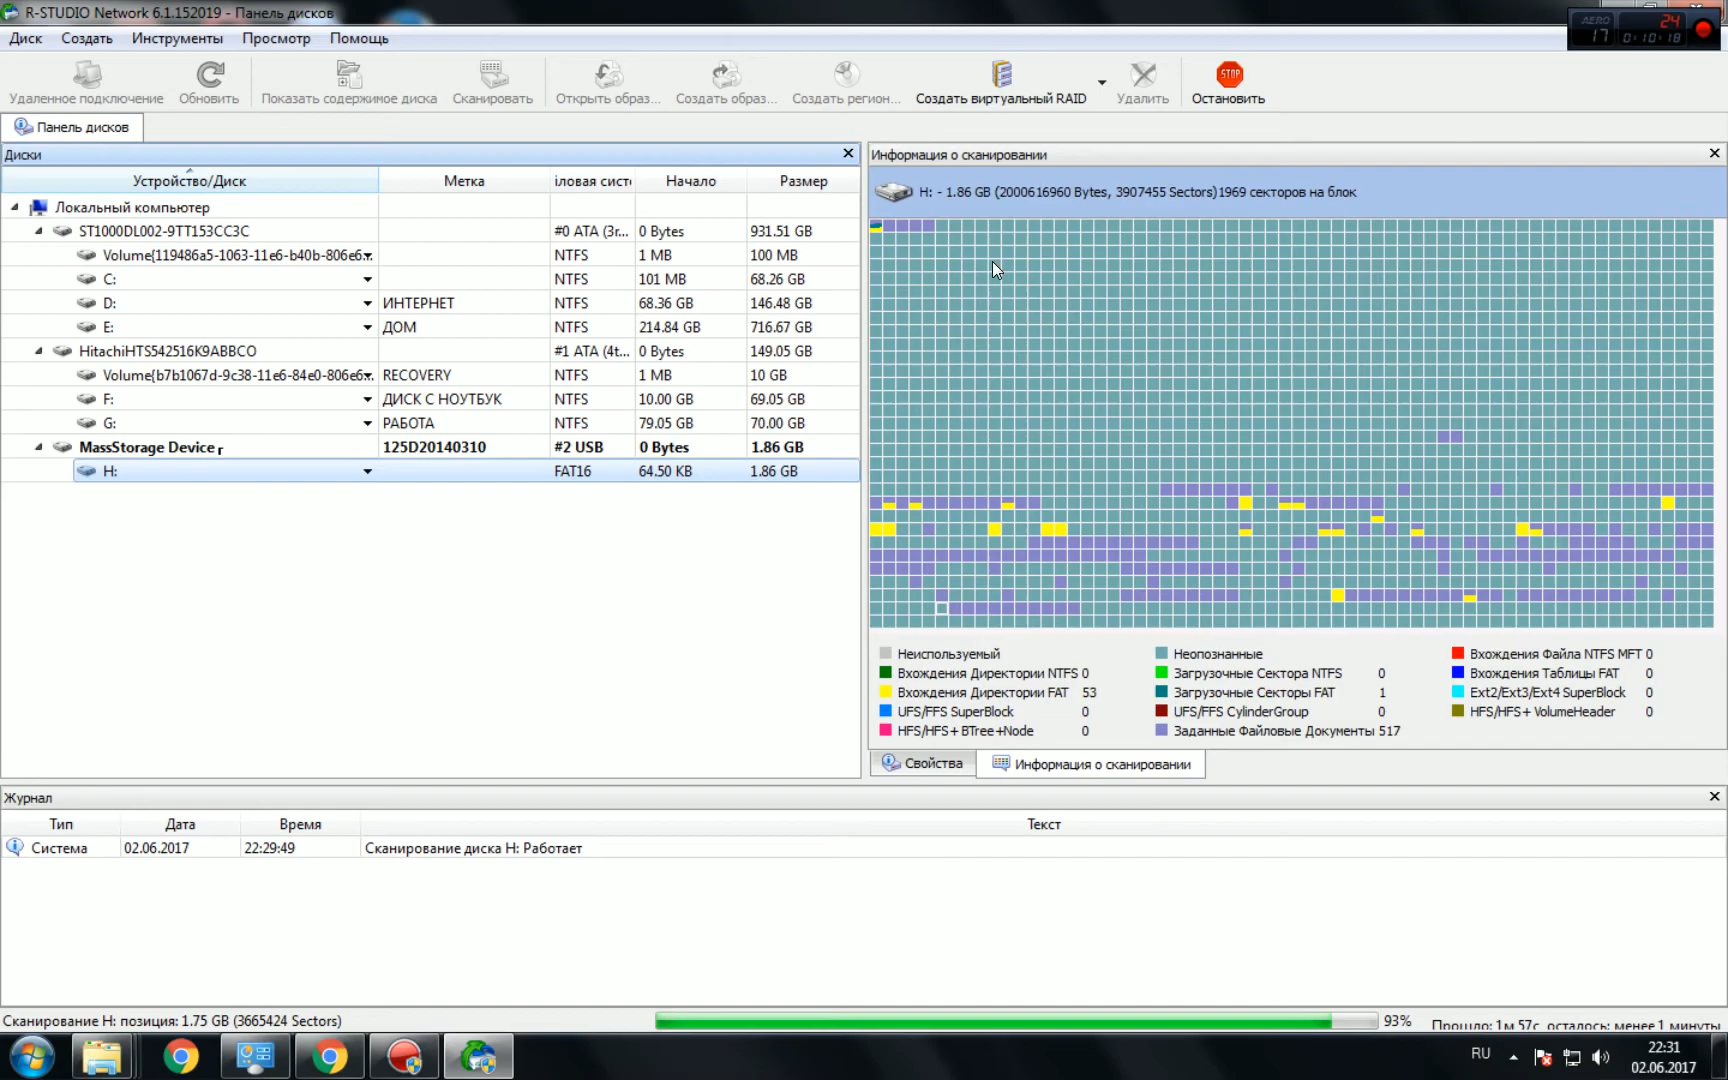 R-STUDIO Network 6.1.152019 - Панель дисков
AERO 24
17 0:10:18
Диск Создать Инструменты Просмотр Помощь
Удаленное подключение Обновить Показать содержимое диска Сканировать Открыть образ... Создать образ... Создать регион... Создать виртуальный RAID Удалить STOP Остановить
Панель дисков
Диски
Устройство/Диск Метка іловая систі Начало Размер
Локальный компьютер
ST1000DL002-9TT153CC3C #0 ATA (3r... 0 Bytes 931.51 GB
Volume{119486a5-1063-11e6-b40b-806e6... NTFS 1 MB 100 MB
C: NTFS 101 MB 68.26 GB
D: ИНТЕРНЕТ NTFS 68.36 GB 146.48 GB
E: ДОМ NTFS 214.84 GB 716.67 GB
HitachiHTS542516K9ABBCO #1 ATA (4t... 0 Bytes 149.05 GB
Volume{b7b1067d-9c38-11e6-84e0-806e6... RECOVERY NTFS 1 MB 10 GB
F: ДИСК С НОУТБУК NTFS 10.00 GB 69.05 GB
G: РАБОТА NTFS 79.05 GB 70.00 GB
MassStorage Device 125D20140310 #2 USB 0 Bytes 1.86 GB
H: FAT16 64.50 KB 1.86 GB
Информация о сканировании
H: - 1.86 GB (2000616960 Bytes, 3907455 Sectors)1969 секторов на блок
Неиспользуемый Неопознанные Вхождения Файла NTFS MFT 0
Вхождения Директории NTFS 0 Загрузочные Сектора NTFS 0 Вхождения Таблицы FAT 0
Вхождения Директории FAT 53 Загрузочные Секторы FAT 1 Ext2/Ext3/Ext4 SuperBlock 0
UFS/FFS SuperBlock 0 UFS/FFS CylinderGroup 0 HFS/HFS+ VolumeHeader 0
HFS/HFS+ BTree+Node 0 Заданные Файловые Документы 517
Свойства Информация о сканировании
Журнал
Тип Дата Время Текст
Система 02.06.2017 22:29:49 Сканирование диска H: Работает
Сканирование H: позиция: 1.75 GB (3665424 Sectors) 93% Прошло: 1м 57с, осталось: менее 1 минуты
RU 22:31
02.06.2017